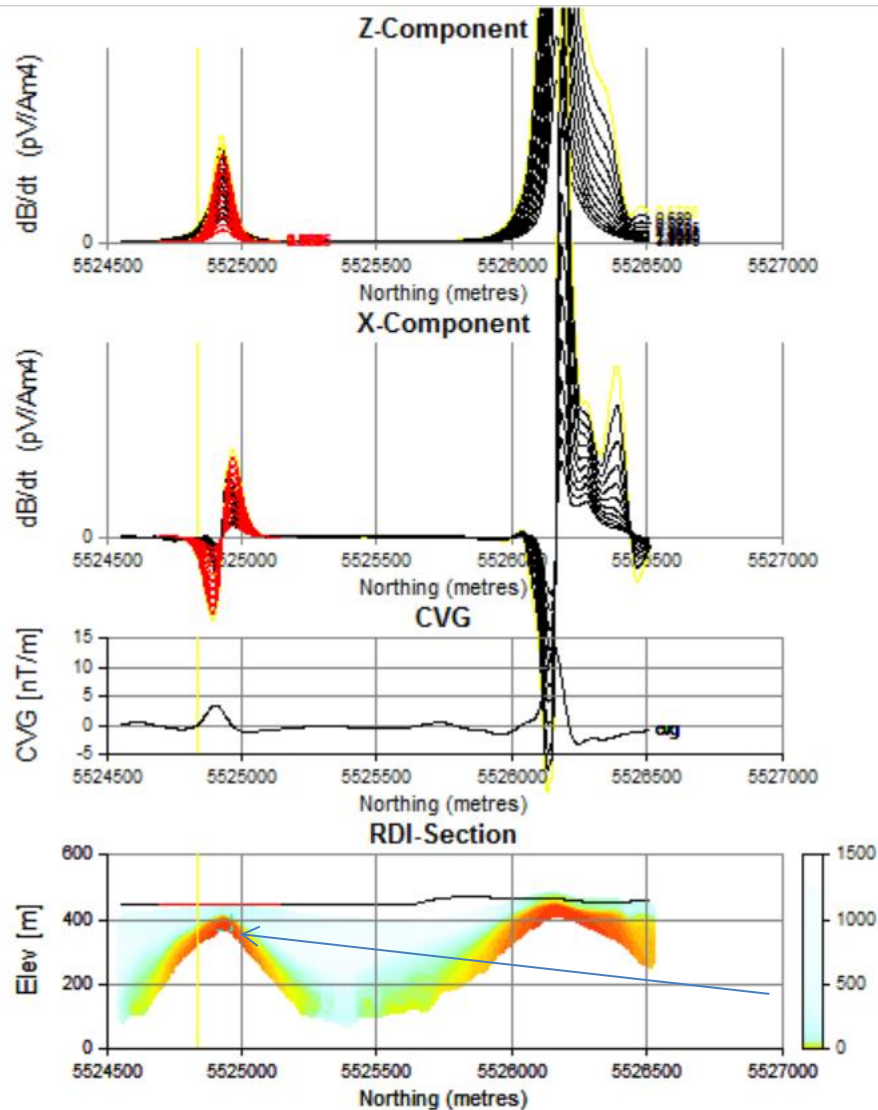 Z-Component
dB/dt (pV/Am4)
0
5524500 5525000 5525500 5526000 5526500 5527000
Northing (metres)
X-Component
dB/dt (pV/Am4)
0
5524500 5525000 5525500 5526000 5526500 5527000
Northing (metres)
CVG
CVG [nT/m]
15
10
5
0
-5
cvg
5524500 5525000 5525500 5526000 5526500 5527000
Northing (metres)
RDI-Section
Elev [m]
600
400
200
0
1500
1000
500
0
5524500 5525000 5525500 5526000 5526500 5527000
Northing (metres)